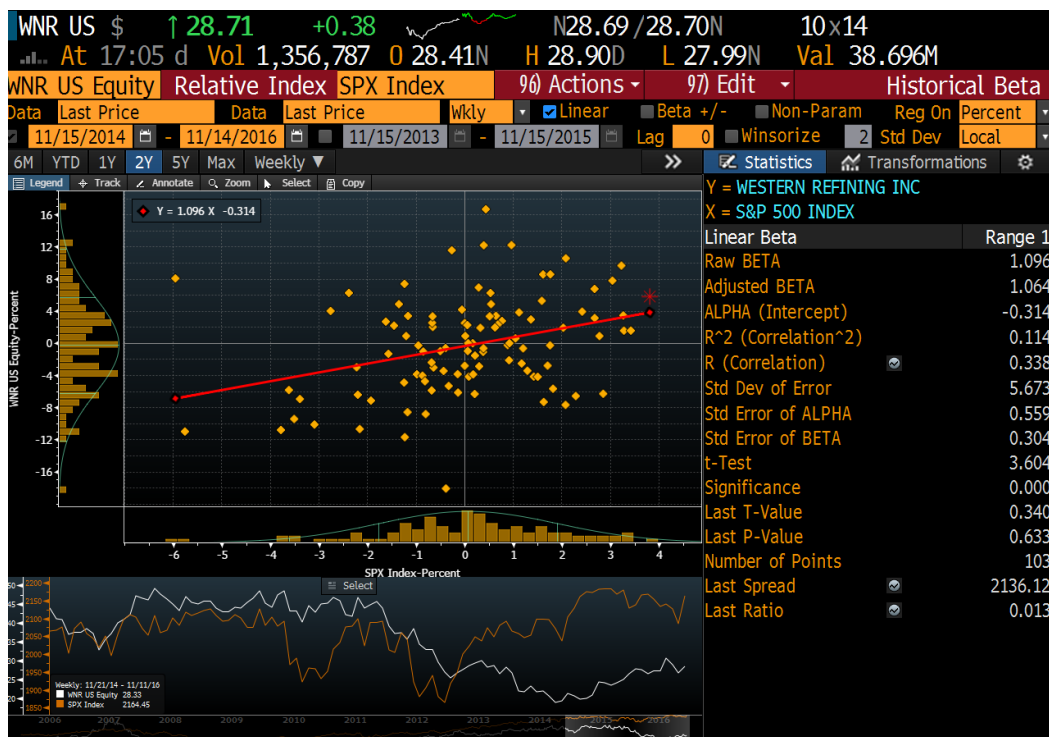 WNR US $ ↑ 28.71 +0.38 N28.69 / 28.70N 10×14
At 17:05 d Vol 1,356,787 O 28.41N H 28.90D L 27.99N Val 38.696M
WNR US Equity Relative Index SPX Index 96) Actions 97) Edit Historical Beta
Data Last Price Data Last Price Wkly Linear Beta +/- Non-Param Reg On Percent
11/15/2014 - 11/14/2016 11/15/2013 - 11/15/2015 Lag 0 Winsorize 2 Std Dev Local
6M YTD 1Y 2Y 5Y Max Weekly ▼ » Statistics Transformations
Legend Track Annotate Zoom Select Copy
Y = WESTERN REFINING INC
X = S&P 500 INDEX
Linear Beta Range 1
Raw BETA 1.096
Adjusted BETA 1.064
ALPHA (Intercept) -0.314
R^2 (Correlation^2) 0.114
R (Correlation) 0.338
Std Dev of Error 5.673
Std Error of ALPHA 0.559
Std Error of BETA 0.304
t-Test 3.604
Significance 0.000
Last T-Value 0.340
Last P-Value 0.633
Number of Points 103
Last Spread 2136.12
Last Ratio 0.013
Y = 1.096 X -0.314
WNR US Equity-Percent
16
12
8
4
0
-4
-8
-12
-16
-6 -5 -4 -3 -2 -1 0 1 2 3 4
SPX Index-Percent
Select
50
45
40
35
30
25
20
2200
2150
2100
2050
2000
1950
1900
1850
Weekly: 11/21/14 - 11/11/16
WNR US Equity 28.33
SPX Index 2164.45
2006 2007 2008 2009 2010 2011 2012 2013 2014 2015 2016